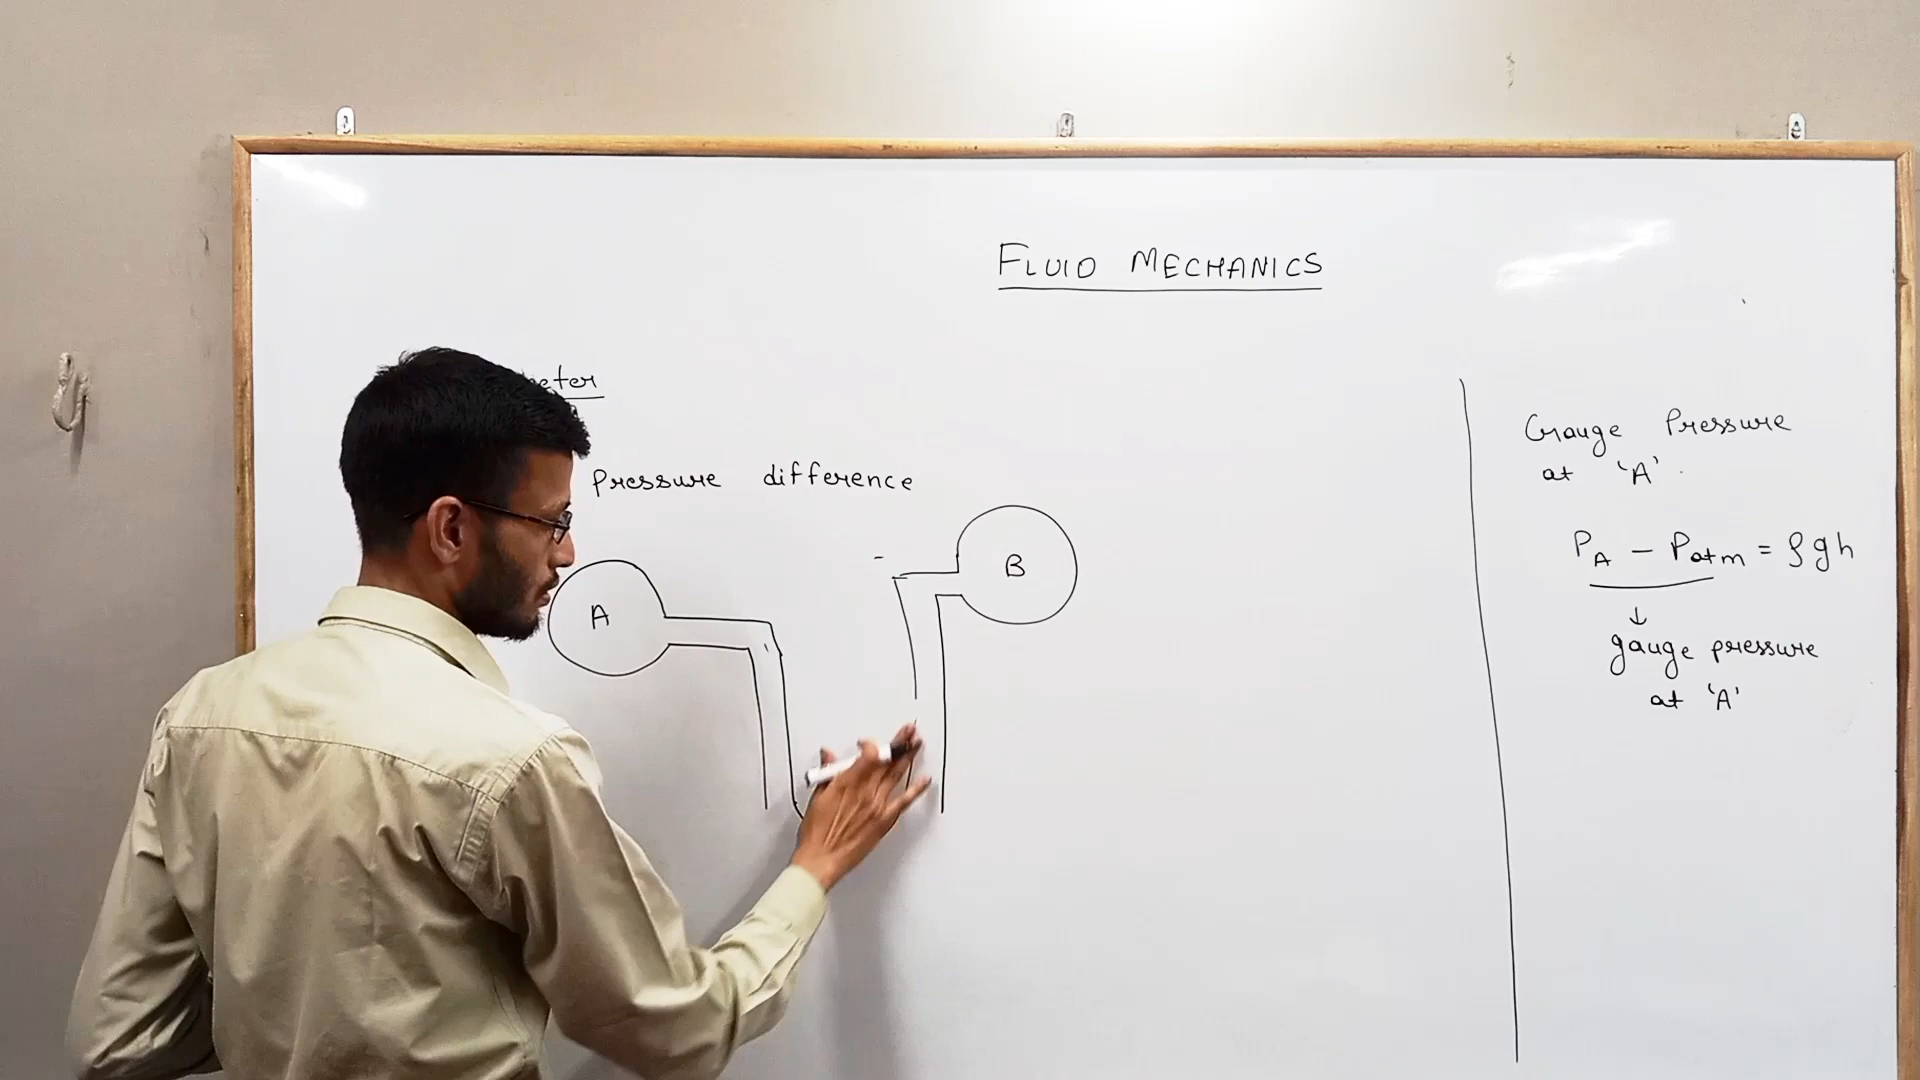 FLUID MECHANICS
Pressure difference
A
B
Gauge Pressure
at 'A'
PA - Patm = ρgh
↓
gauge pressure
at 'A'